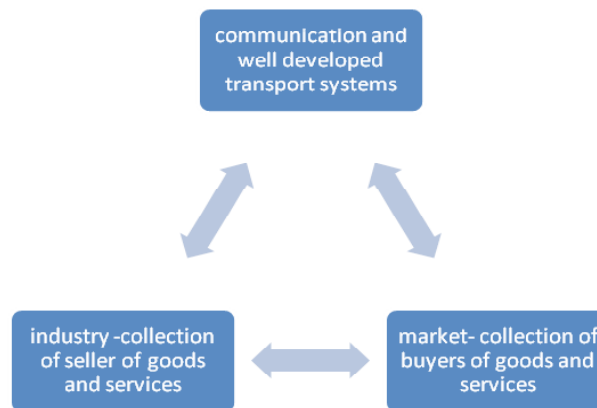 communication and
well developed
transport systems
industry -collection
of seller of goods
and services
market- collection of
buyers of goods and
services